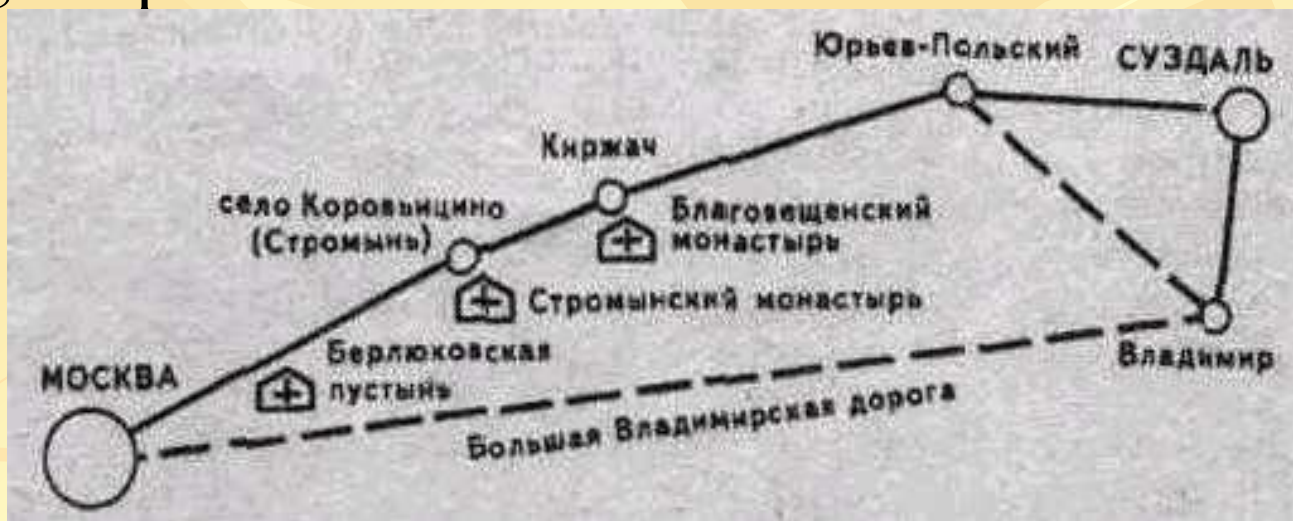 Юрьев-Польский
СУЗДАЛЬ
Киржач
село Коровьицино
(Стромынь)
Благовещенский
монастырь
Стромынский монастырь
Берлюковская
пустынь
МОСКВА
Владимир
Большая Владимирская дорога